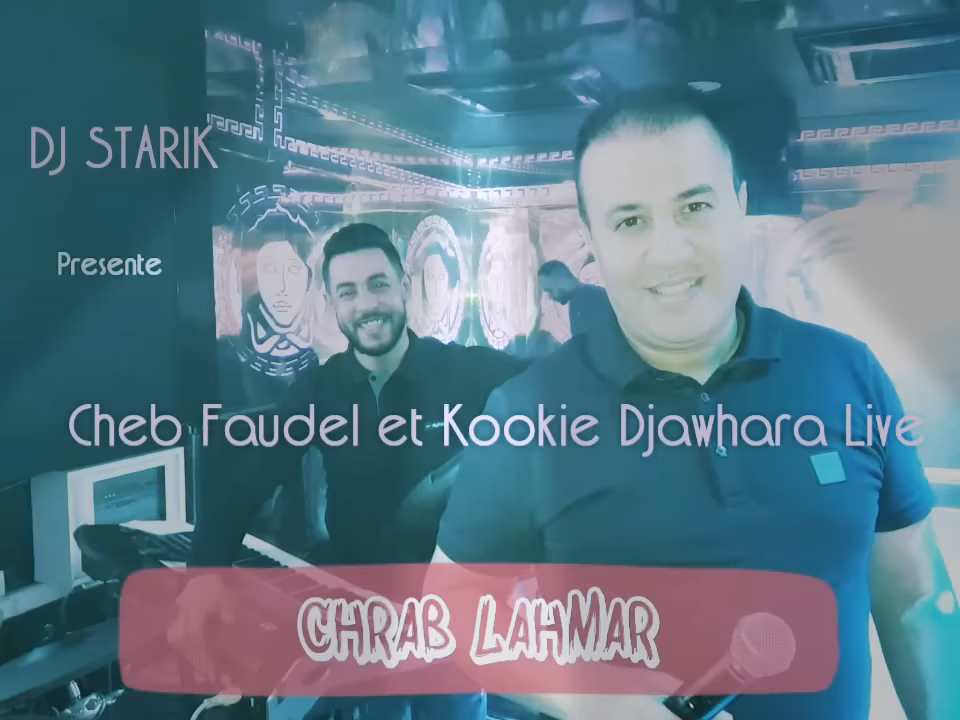 DJ STARIK
Presente
Cheb Faudel et Kookie Djawhara Live
CHRAB LAHMAR